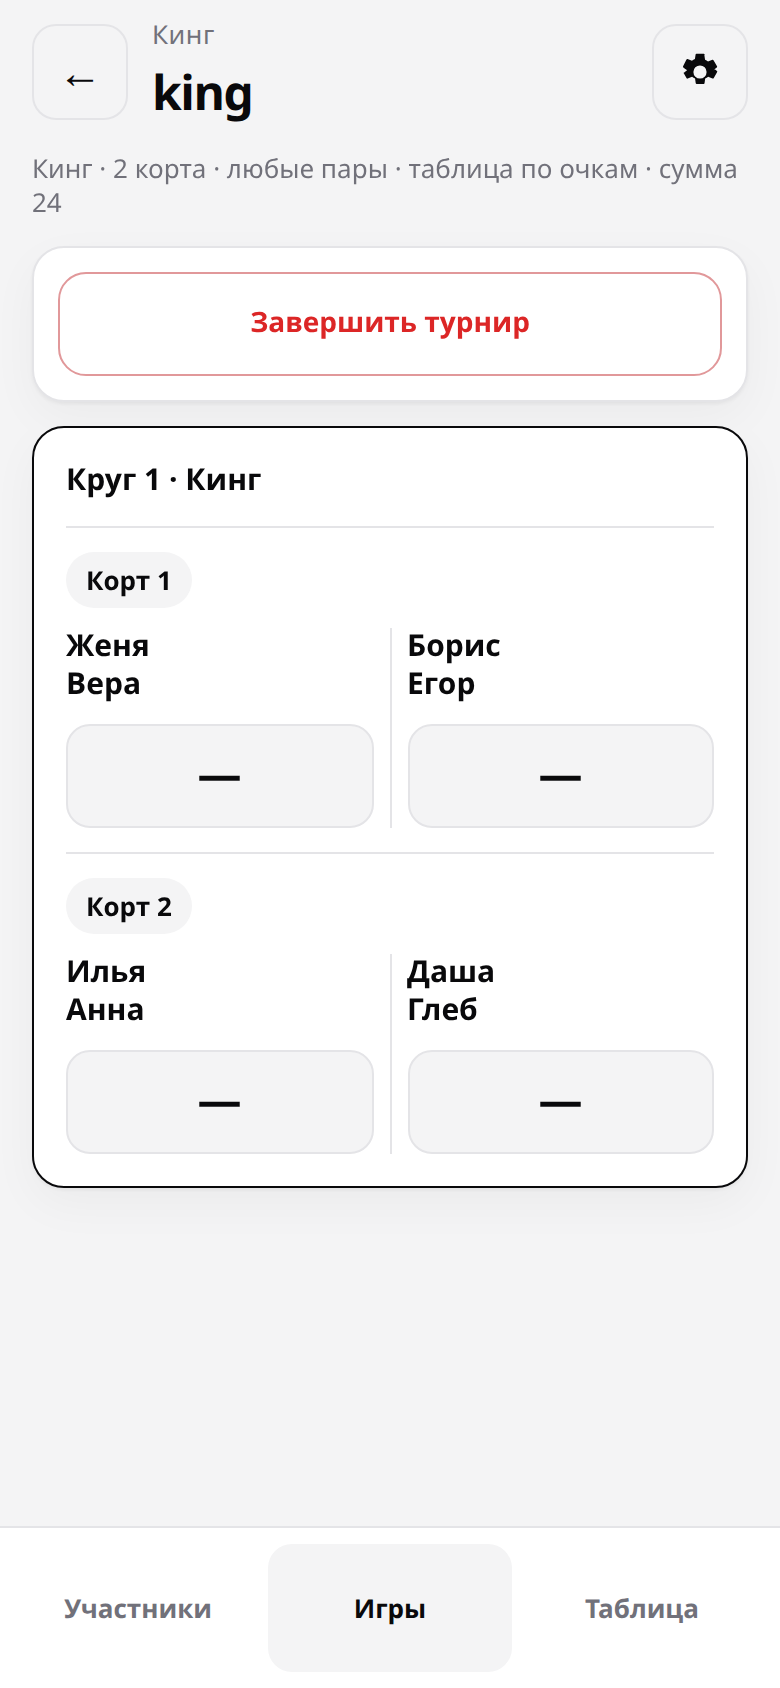 ←
Кинг
king
Кинг · 2 корта · любые пары · таблица по очкам · сумма
24
Завершить турнир
Круг 1 · Кинг
Корт 1
Женя
Вера
Борис
Егор
—
—
Корт 2
Илья
Анна
Даша
Глеб
—
—
Участники
Игры
Таблица